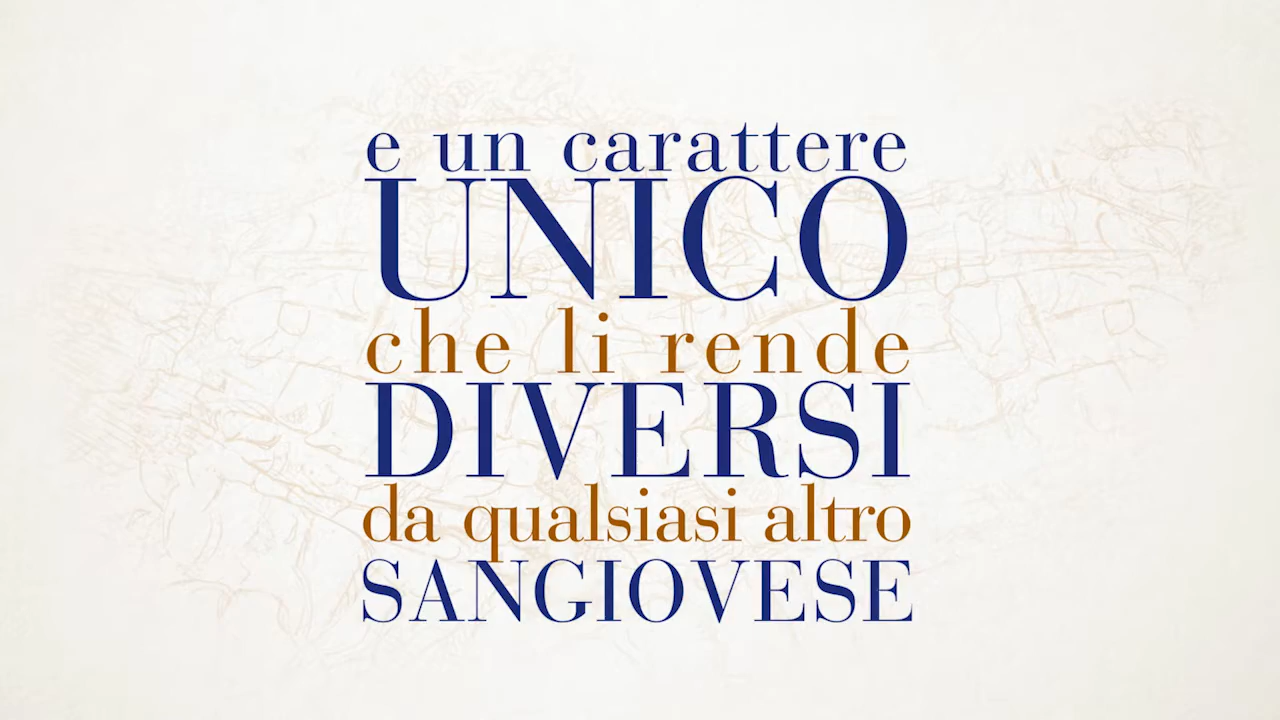 e un carattere
UNICO
che li rende
DIVERSI
da qualsiasi altro
SANGIOVESE